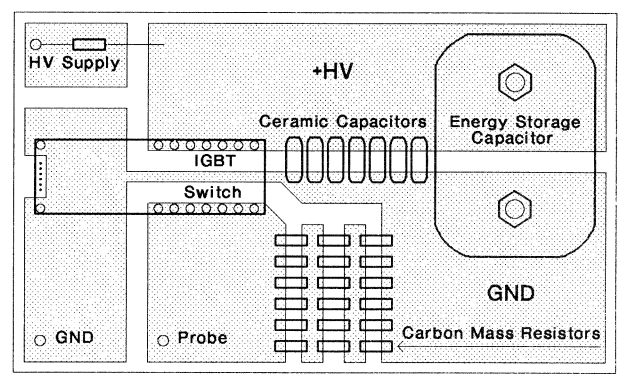 HV Supply
+HV
Ceramic Capacitors
Energy Storage
Capacitor
IGBT
Switch
GND
GND
Probe
Carbon Mass Resistors